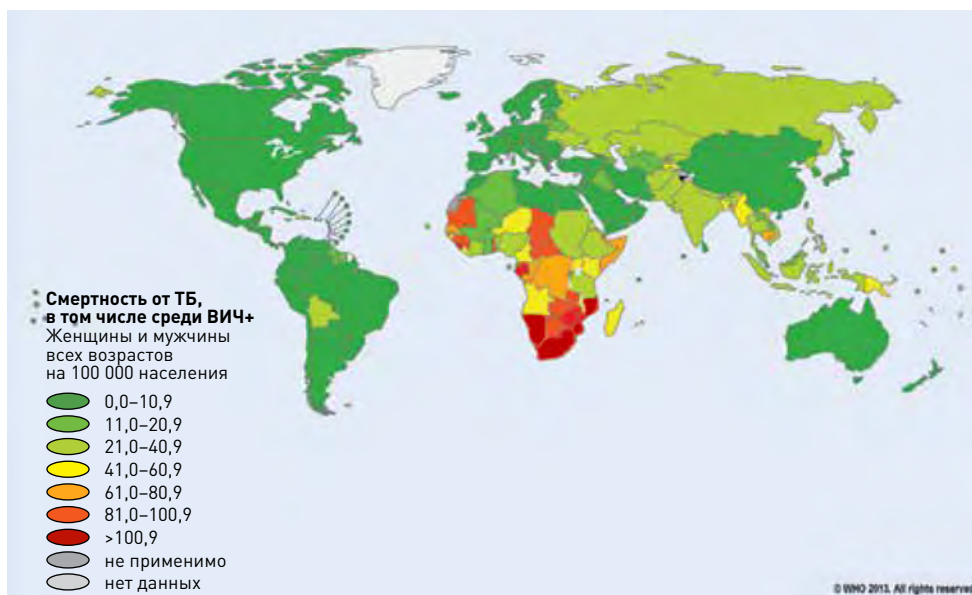 Смертность от ТБ,
в том числе среди ВИЧ+
Женщины и мужчины
всех возрастов
на 100 000 населения
0,0–10,9
11,0–20,9
21,0–40,9
41,0–60,9
61,0–80,9
81,0–100,9
>100,9
не применимо
нет данных
© WHO 2013. All rights reserved